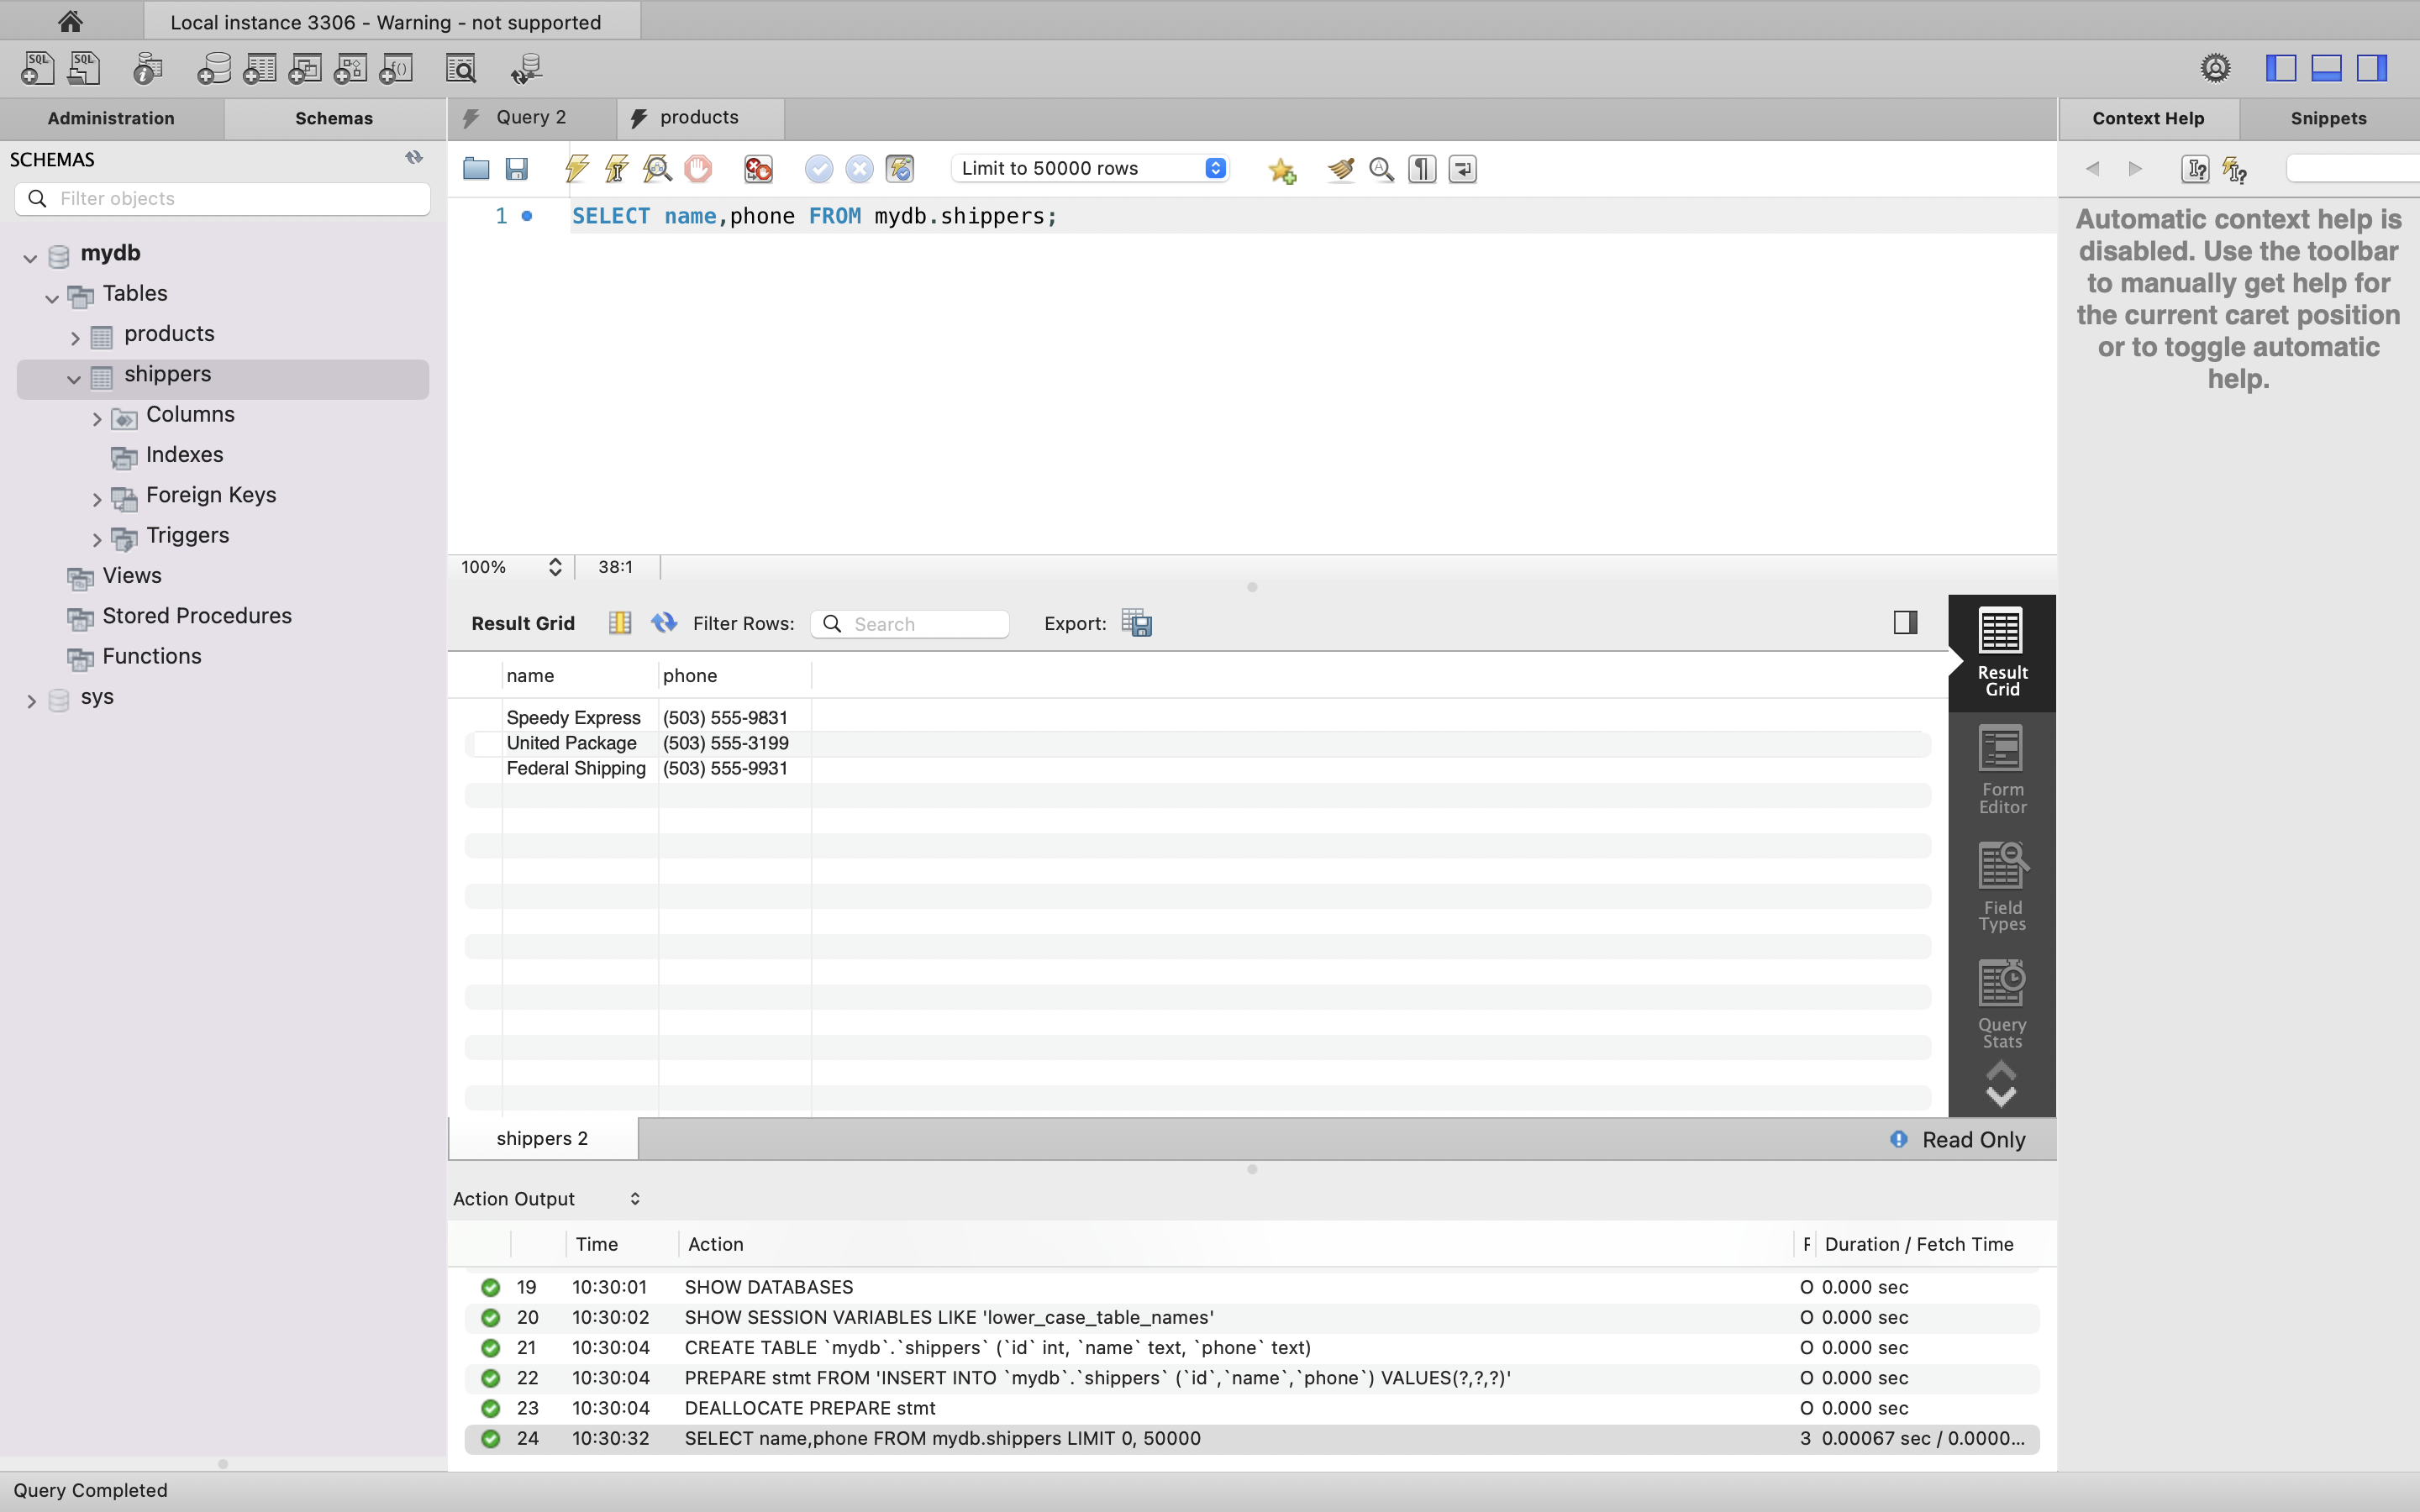 Local instance 3306 - Warning - not supported
SQL SQL
Administration Schemas
Query 2 products
Context Help Snippets
SCHEMAS
Filter objects
mydb
Tables
products
shippers
Columns
Indexes
Foreign Keys
Triggers
Views
Stored Procedures
Functions
sys
Limit to 50000 rows
1 SELECT name,phone FROM mydb.shippers;
100% 38:1
Automatic context help is
disabled. Use the toolbar
to manually get help for
the current caret position
or to toggle automatic
help.
Result Grid Filter Rows: Search Export:
name phone
Speedy Express (503) 555-9831
United Package (503) 555-3199
Federal Shipping (503) 555-9931
Result
Grid
Form
Editor
Field
Types
Query
Stats
shippers 2 Read Only
Action Output
Time Action Duration / Fetch Time
19 10:30:01 SHOW DATABASES O 0.000 sec
20 10:30:02 SHOW SESSION VARIABLES LIKE 'lower_case_table_names' O 0.000 sec
21 10:30:04 CREATE TABLE `mydb`.`shippers` (`id` int, `name` text, `phone` text) O 0.000 sec
22 10:30:04 PREPARE stmt FROM 'INSERT INTO `mydb`.`shippers` (`id`,`name`,`phone`) VALUES(?,?,?)' O 0.000 sec
23 10:30:04 DEALLOCATE PREPARE stmt O 0.000 sec
24 10:30:32 SELECT name,phone FROM mydb.shippers LIMIT 0, 50000 3 0.00067 sec / 0.0000...
Query Completed